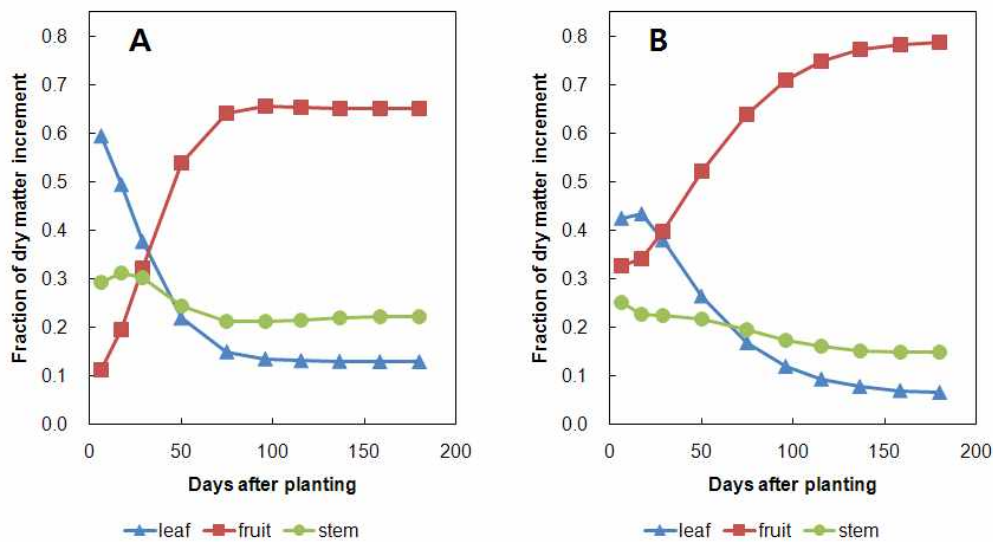 A
Fraction of dry matter increment
0.8
0.7
0.6
0.5
0.4
0.3
0.2
0.1
0.0
0 50 100 150 200
Days after planting
leaf fruit stem
B
Fraction of dry matter increment
0.8
0.7
0.6
0.5
0.4
0.3
0.2
0.1
0.0
0 50 100 150 200
Days after planting
leaf fruit stem